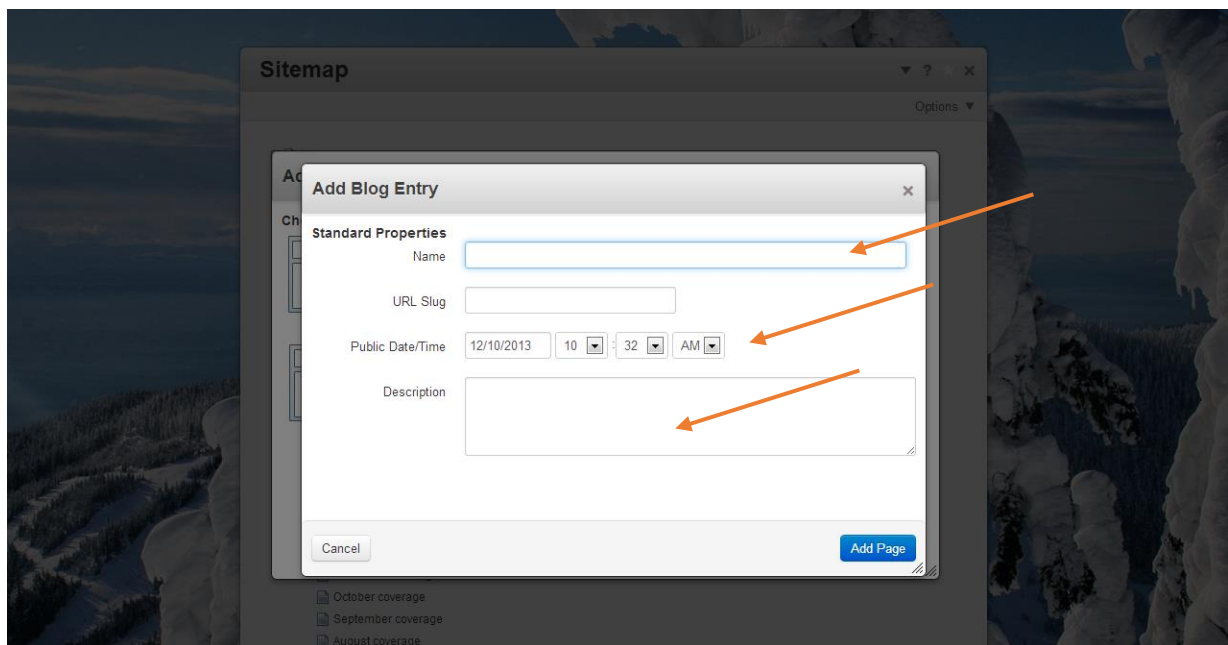 Sitemap
?
Options
Ad
Add Blog Entry
Ch
Standard Properties
Name
URL Slug
Public Date/Time 12/10/2013 10 : 32 AM
Description
Cancel Add Page
October coverage
September coverage
August coverage